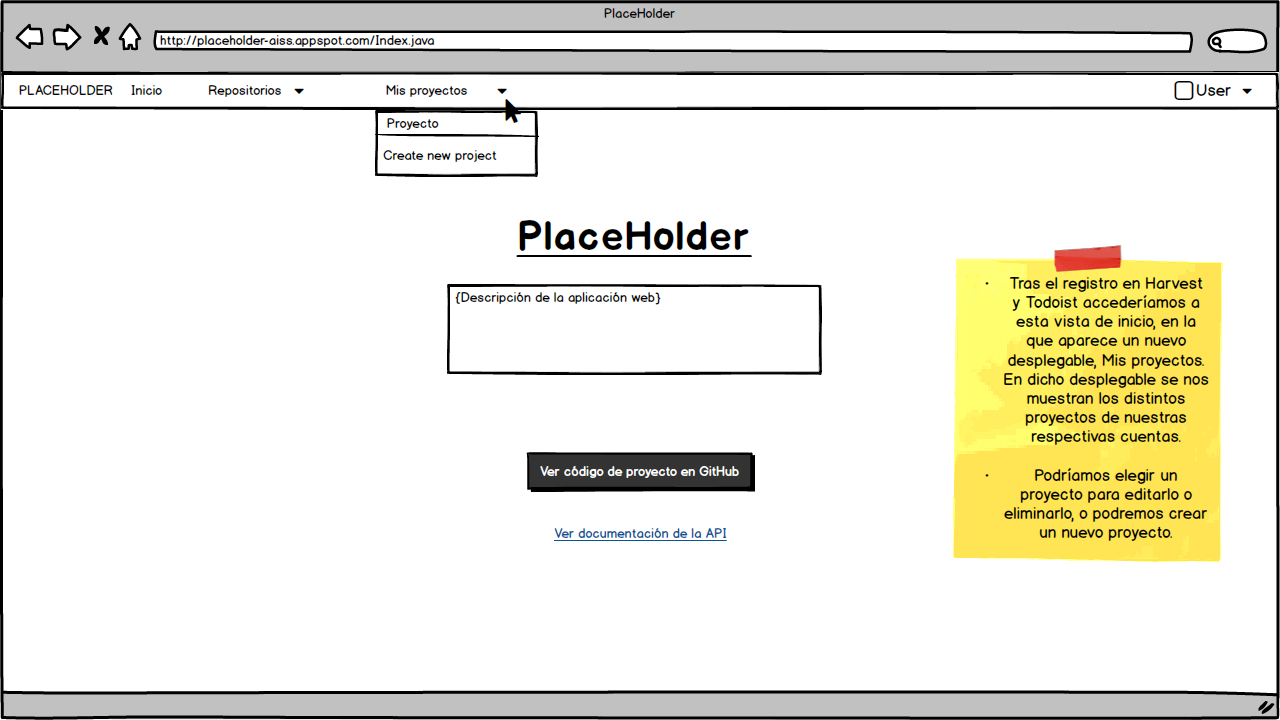 PlaceHolder
http://placeholder-aiss.appspot.com/Index.java
PLACEHOLDER Inicio Repositorios Mis proyectos User
Proyecto
Create new project
PlaceHolder
{Descripción de la aplicación web}
Ver código de proyecto en GitHub
Ver documentación de la API
· Tras el registro en Harvest
y Todoist accederíamos a
esta vista de inicio, en la
que aparece un nuevo
desplegable, Mis proyectos.
En dicho desplegable se nos
muestran los distintos
proyectos de nuestras
respectivas cuentas.
· Podríamos elegir un
proyecto para editarlo o
eliminarlo, o podremos crear
un nuevo proyecto.